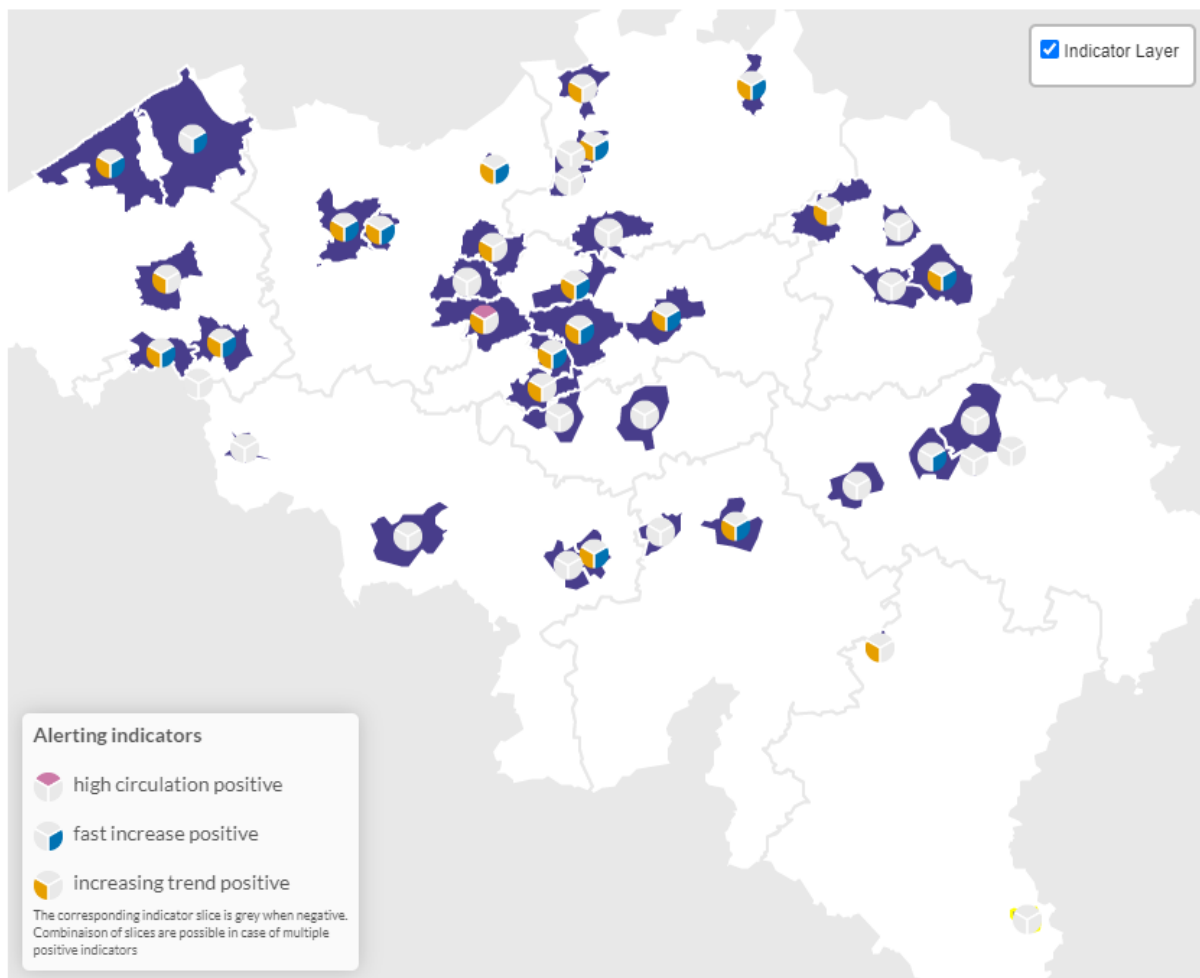 Indicator Layer
Alerting indicators
high circulation positive
fast increase positive
increasing trend positive
The corresponding indicator slice is grey when negative.
Combinaison of slices are possible in case of multiple
positive indicators